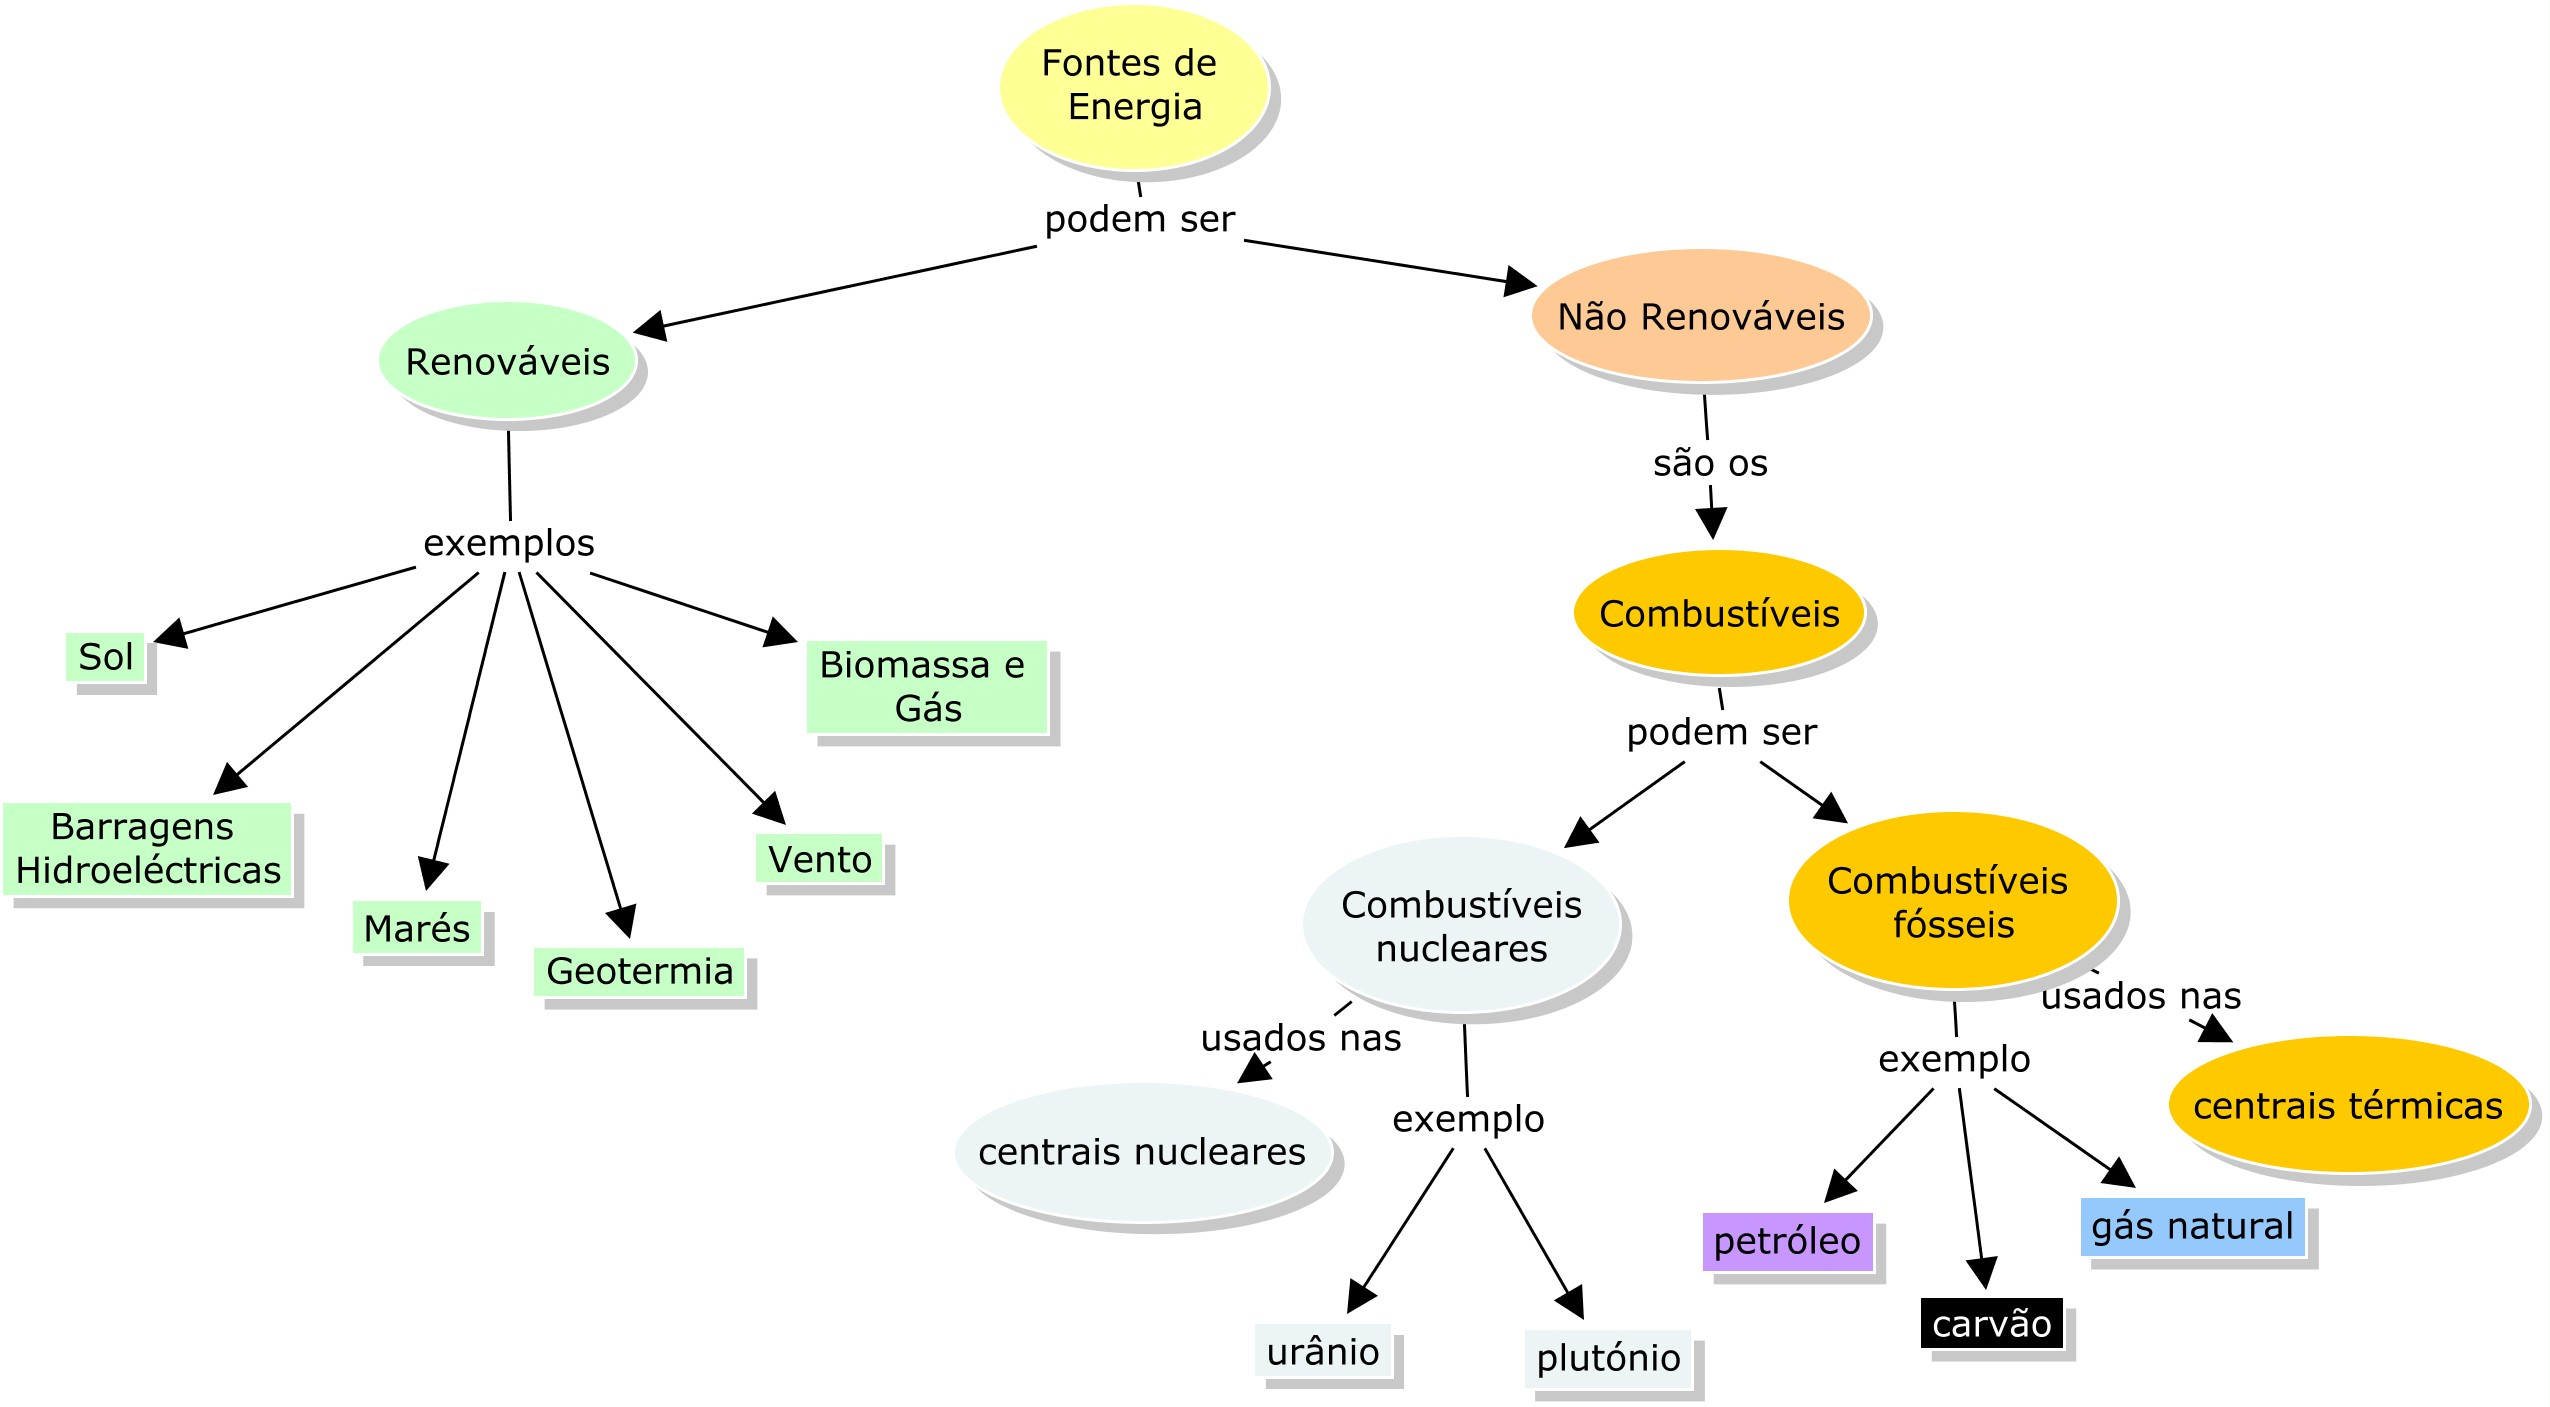 Fontes de
Energia
podem ser
Não Renováveis
Renováveis
são os
exemplos
Combustíveis
Sol
Biomassa e
Gás
podem ser
Barragens
Hidroeléctricas
Vento
Marés
Geotermia
Combustíveis
nucleares
Combustíveis
fósseis
usados nas
usados nas
exemplo
centrais térmicas
centrais nucleares
exemplo
petróleo
gás natural
carvão
urânio
plutónio